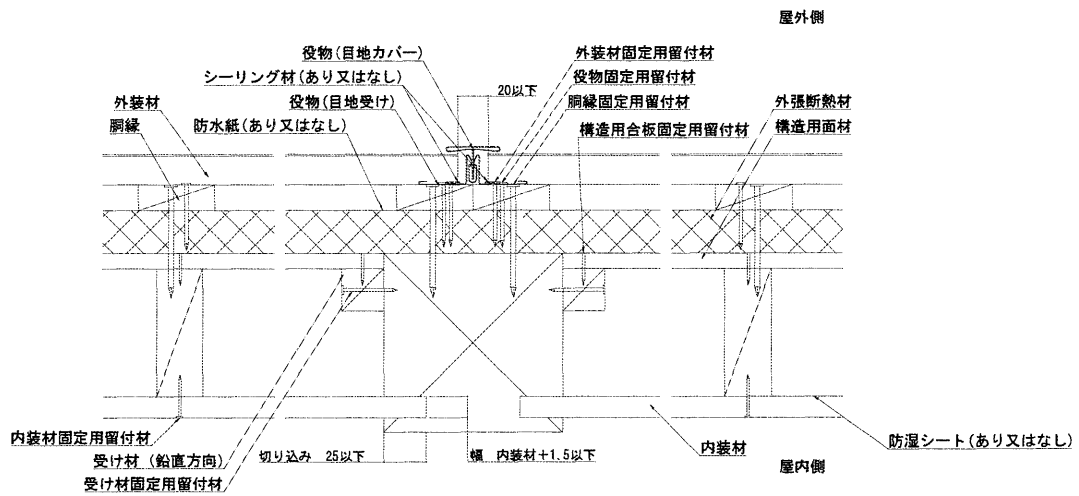 屋外側
役物(目地カバー)
外装材固定用留付材
シーリング材(あり又はなし)
役物固定用留付材
20以下
外装材
役物(目地受け)
胴縁固定用留付材
外張断熱材
胴縁
防水紙(あり又はなし)
構造用合板固定用留付材
構造用面材
内装材固定用留付材
内装材
防湿シート(あり又はなし)
受け材(鉛直方向)
切り込み 25以下
幅 内装材+1.5以下
屋内側
受け材固定用留付材